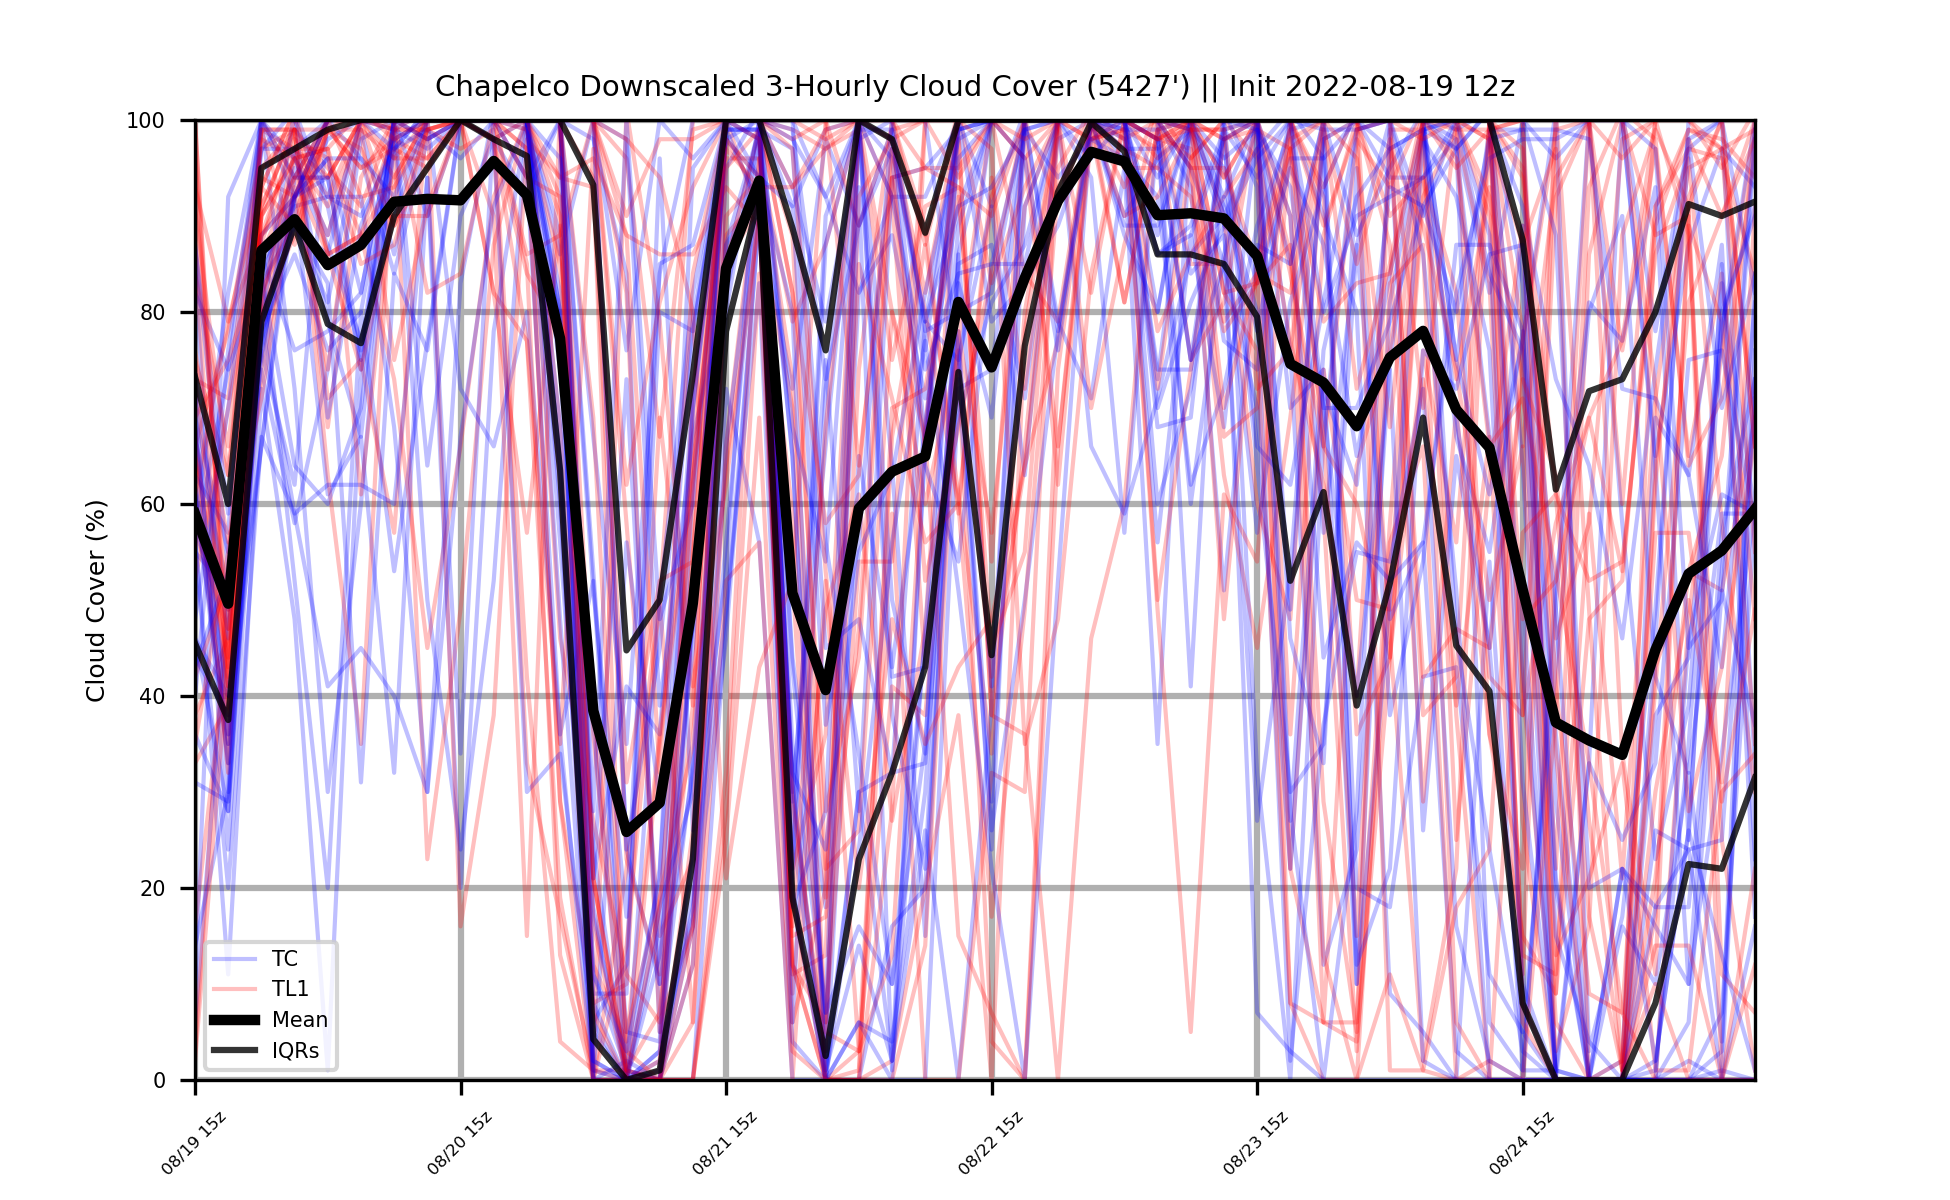 Chapelco Downscaled 3-Hourly Cloud Cover (5427') || Init 2022-08-19 12z
100
80
60
40
20
0
Cloud Cover (%)
TC
TL1
Mean
IQRs
08/19 15z
08/20 15z
08/21 15z
08/22 15z
08/23 15z
08/24 15z